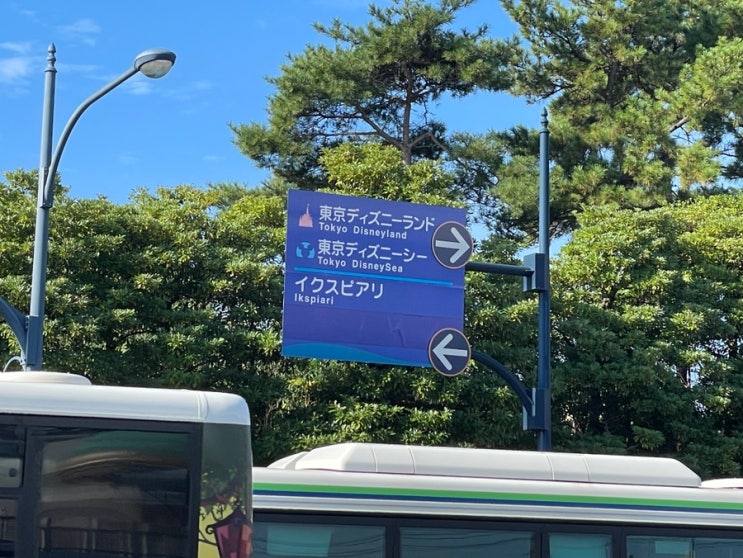 東京ディズニーランド
Tokyo Disneyland
東京ディズニーシー
Tokyo DisneySea
イクスピアリ
Ikspiari